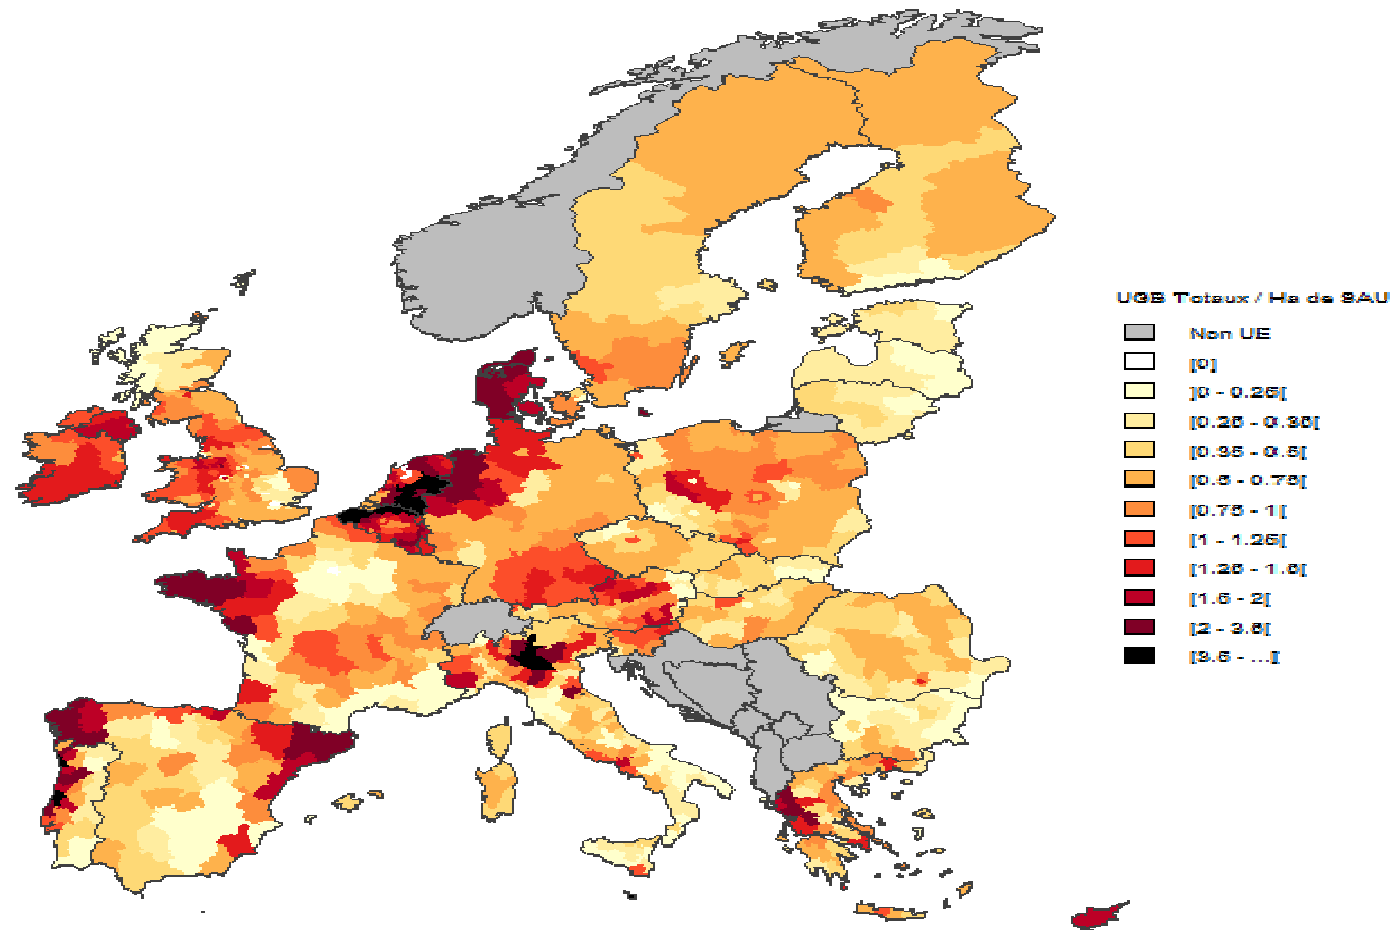 UGB Totaux / Ha de SAU
Non UE
[0]
]0 - 0.25[
[0.25 - 0.35[
[0.35 - 0.5[
[0.5 - 0.75[
[0.75 - 1[
[1 - 1.25[
[1.25 - 1.5[
[1.5 - 2[
[2 - 3.5[
[3.5 - ...[